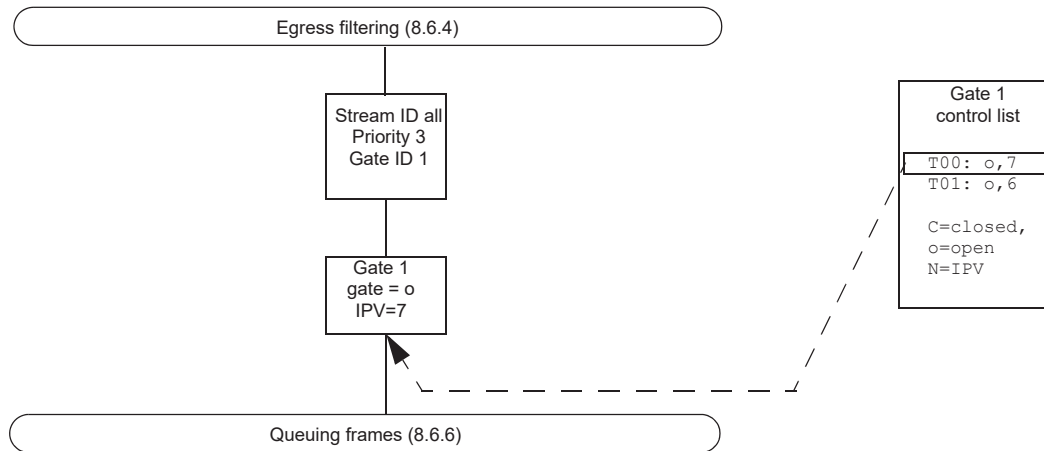 Egress filtering (8.6.4)
Stream ID all
Priority 3
Gate ID 1
Gate 1
gate = o
IPV=7
Queuing frames (8.6.6)
Gate 1
control list
T00: o,7
T01: o,6
C=closed,
o=open
N=IPV